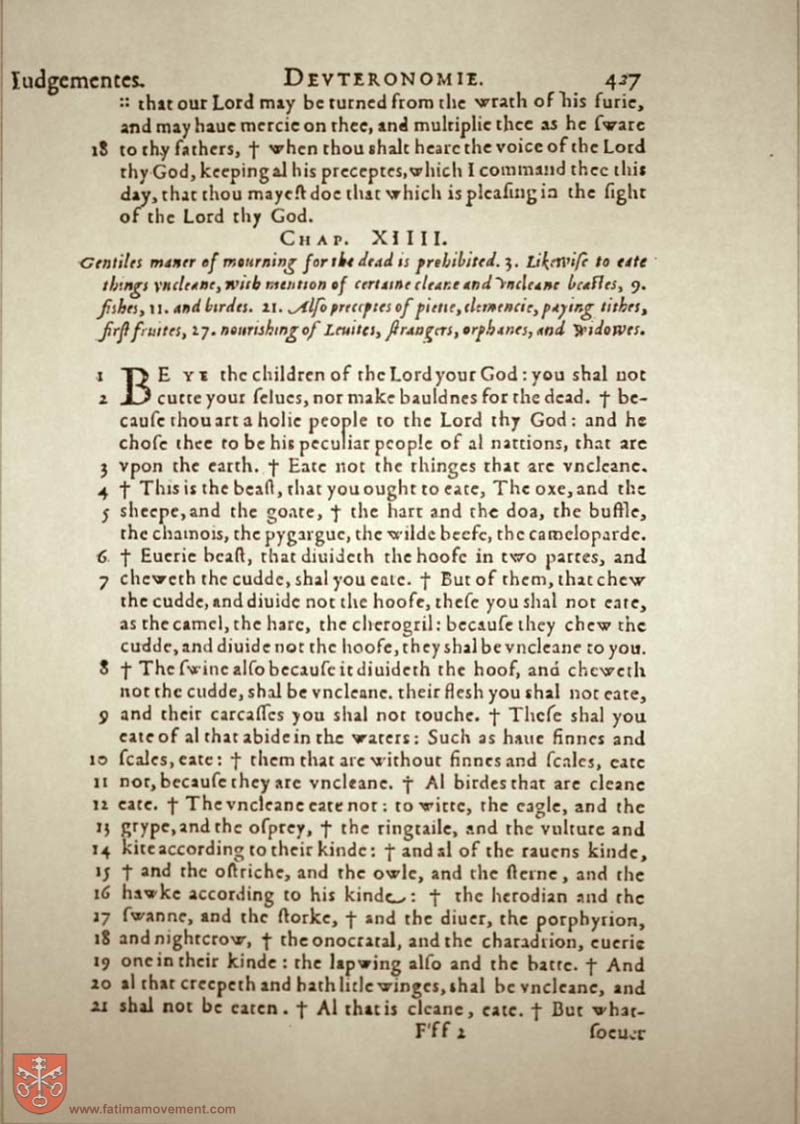 Iudgementes. DEVTERONOMIE. 427
:: that our Lord may be turned from the wrath of his furie,
and may haue mercie on thee, and multiplie thee as he ſware
18 to thy fathers, † when thou shalt heare the voice of the Lord
thy God, keeping al his preceptes, which I command thee this
day, that thou mayeſt doe that which is pleaſing in the ſight
of the Lord thy God.
CHAP. XIIII.
Gentiles maner of mourning for the dead is prohibited. 3. Likewiſe to eate
things vncleane, with mention of certaine cleane and vncleane beaſtes, 9.
fishes, 11. and birdes. 21. Alſo preceptes of pietie, clemencie, paying tithes,
firſt fruites, 27. nourishing of Leuites, ſtrangers, orphanes, and widowes.
1 BE YE the children of the Lord your God: you shal not
2 cutte your ſelues, nor make bauldnes for the dead. † be-
cauſe thou art a holie people to the Lord thy God: and he
choſe thee to be his peculiar people of al nattions, that are
3 vpon the earth. † Eate not the thinges that are vncleane.
4 † This is the beaſt, that you ought to eate, The oxe, and the
5 sheepe, and the goate, † the hart and the doa, the buffle,
the chamois, the pygargue, the wilde beefe, the cameloparde.
6 † Euerie beaſt, that diuideth the hoofe in two partes, and
7 cheweth the cudde, shal you eate. † But of them, that chew
the cudde, and diuide not the hoofe, theſe you shal not eate,
as the camel, the hare, the cherogril: becauſe they chew the
cudde, and diuide not the hoofe, they shal be vncleane to you.
8 † The ſwine alſo becauſe it diuideth the hoof, and cheweth
not the cudde, shal be vncleane. their flesh you shal not eate,
9 and their carcaſſes you shal not touche. † Theſe shal you
eate of al that abide in the waters: Such as haue finnes and
10 ſcales, eate: † them that are without finnes and ſcales, eate
11 not, becauſe they are vncleane. † Al birdes that are cleane
12 eate. † The vncleane eate not: to witte, the eagle, and the
13 grype, and the oſprey, † the ringtaile, and the vulture and
14 kite according to their kinde: † and al of the rauens kinde,
15 † and the oſtriche, and the owle, and the ſterne, and the
16 hawke according to his kinde: † the herodian and the
17 ſwanne, and the ſtorke, † and the diuer, the porphyrion,
18 and nightcrow, † the onocratal, and the charadrion, euerie
19 one in their kinde: the lapwing alſo and the batte. † And
20 al that creepeth and hath litle winges, shal be vncleane, and
21 shal not be eaten. † Al that is cleane, eate. † But what-
Fff 2 ſoeuer
www.fatimamovement.com